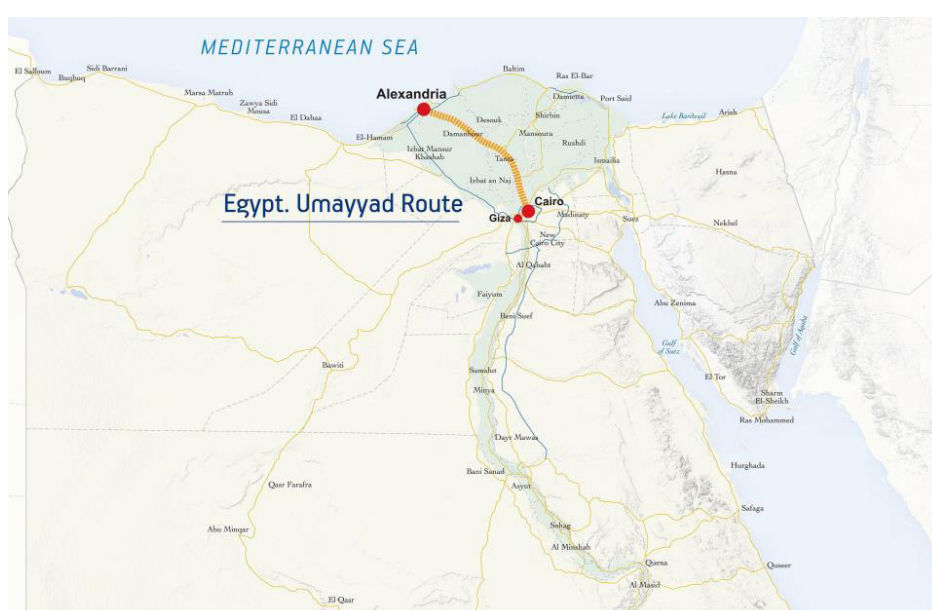 MEDITERRANEAN SEA
El Salloum
Buqbuq
Sidi Barrani
Marsa Matruh
Zawya Sidi
Mousa
El Dabaa
El-Hamam
Alexandria
Baltim
Ras El-Bar
Damietta
Port Said
Desouk
Shirbin
Lake Bardawil
Arish
Damanhour
Mansoura
Izbat Mansur
Khashab
Rushdi
Tanta
Ismailia
Izbat an Naj
Hasna
Egypt. Umayyad Route
Cairo
Giza
Madinaty
Suez
Nekhel
New
Cairo City
Al Qababt
Faiyum
Abu Zenima
Beni Suef
Gulf
of Suez
Gulf of Aqaba
Bawiti
Samalut
El Tor
Minya
Sharm
El-Sheikh
Ras Mohammed
Dayr Mawas
Bani Sanad
Hurghada
Qasr Farafra
Asyut
Safaga
Abu Minqar
Sohag
Al Minshah
Quena
Quseer
Al Masid
El Qasr